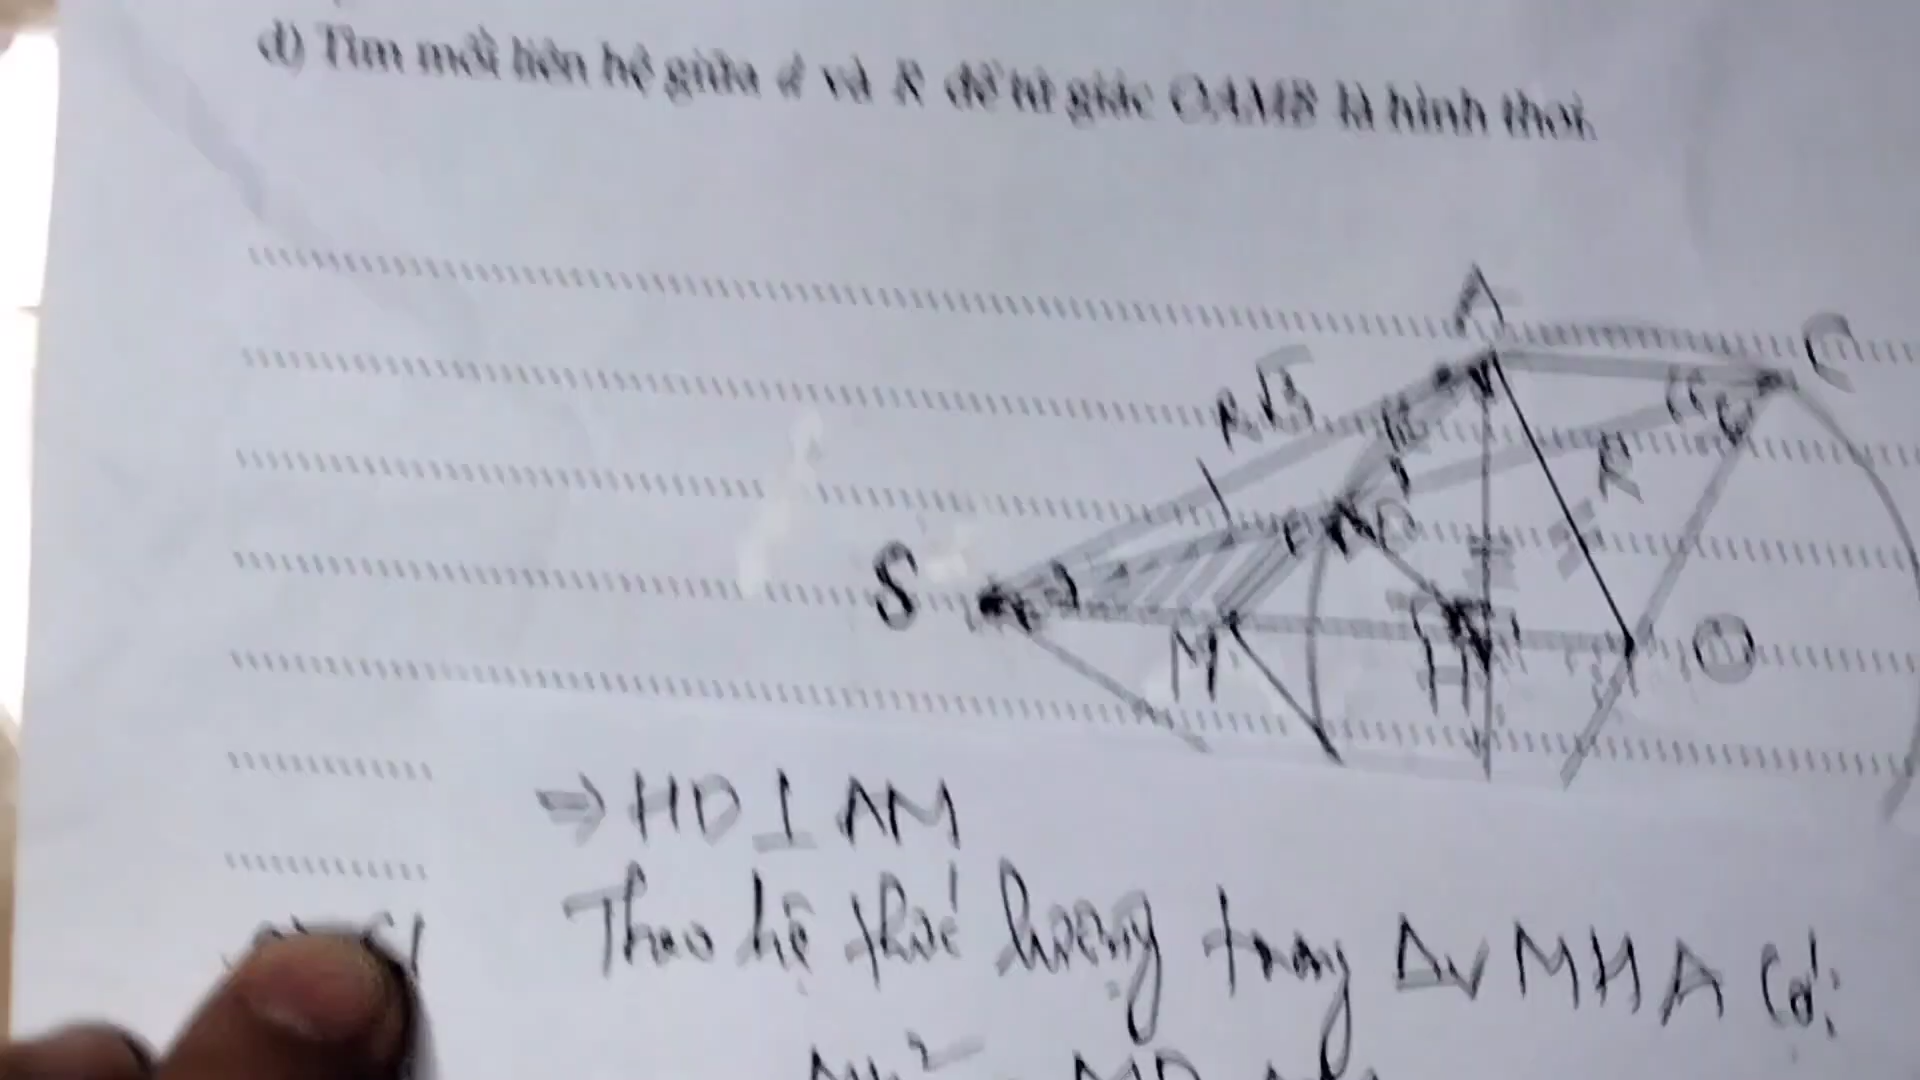 d) Tìm mối liên hệ giữa d và R để tứ giác OAMB là hình thoi.
A
C
R√3
R
S
M
H
O
⇒ HD ⊥ AM
Theo hệ thức lượng trong Δv MHA có: